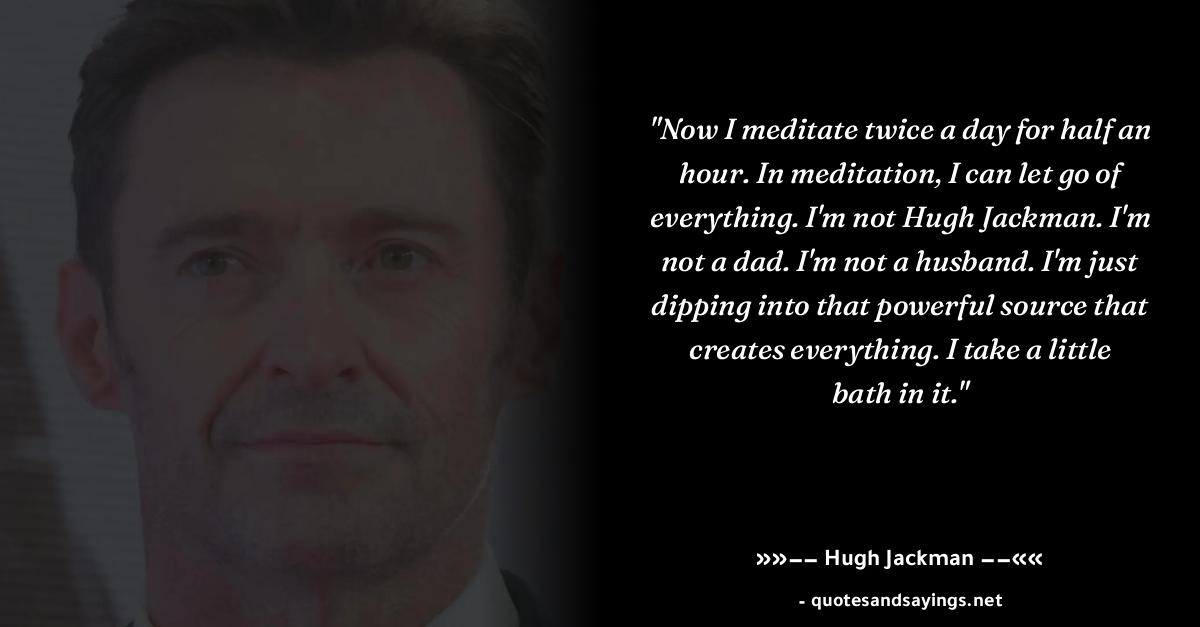 "Now I meditate twice a day for half an
hour. In meditation, I can let go of
everything. I'm not Hugh Jackman. I'm
not a dad. I'm not a husband. I'm just
dipping into that powerful source that
creates everything. I take a little
bath in it."
»»−− Hugh Jackman −−««
- quotesandsayings.net